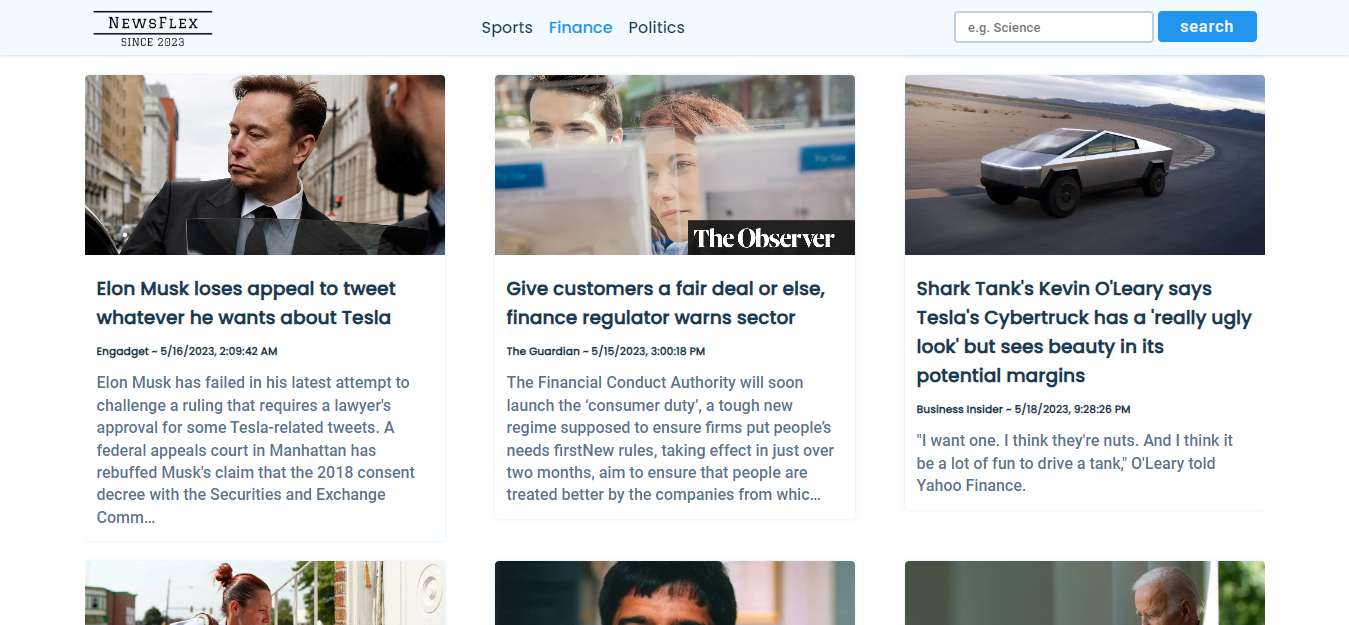 NEWSFLEX
SINCE 2023
Sports Finance Politics
e.g. Science
search
For Sale
For Sale
The Observer
Elon Musk loses appeal to tweet
whatever he wants about Tesla
Engadget ~ 5/16/2023, 2:09:42 AM
Elon Musk has failed in his latest attempt to
challenge a ruling that requires a lawyer's
approval for some Tesla-related tweets. A
federal appeals court in Manhattan has
rebuffed Musk's claim that the 2018 consent
decree with the Securities and Exchange
Comm…
Give customers a fair deal or else,
finance regulator warns sector
The Guardian ~ 5/15/2023, 3:00:18 PM
The Financial Conduct Authority will soon
launch the ‘consumer duty’, a tough new
regime supposed to ensure firms put people’s
needs firstNew rules, taking effect in just over
two months, aim to ensure that people are
treated better by the companies from whic…
Shark Tank's Kevin O'Leary says
Tesla's Cybertruck has a 'really ugly
look' but sees beauty in its
potential margins
Business Insider ~ 5/18/2023, 9:28:26 PM
"I want one. I think they're nuts. And I think it
be a lot of fun to drive a tank," O'Leary told
Yahoo Finance.